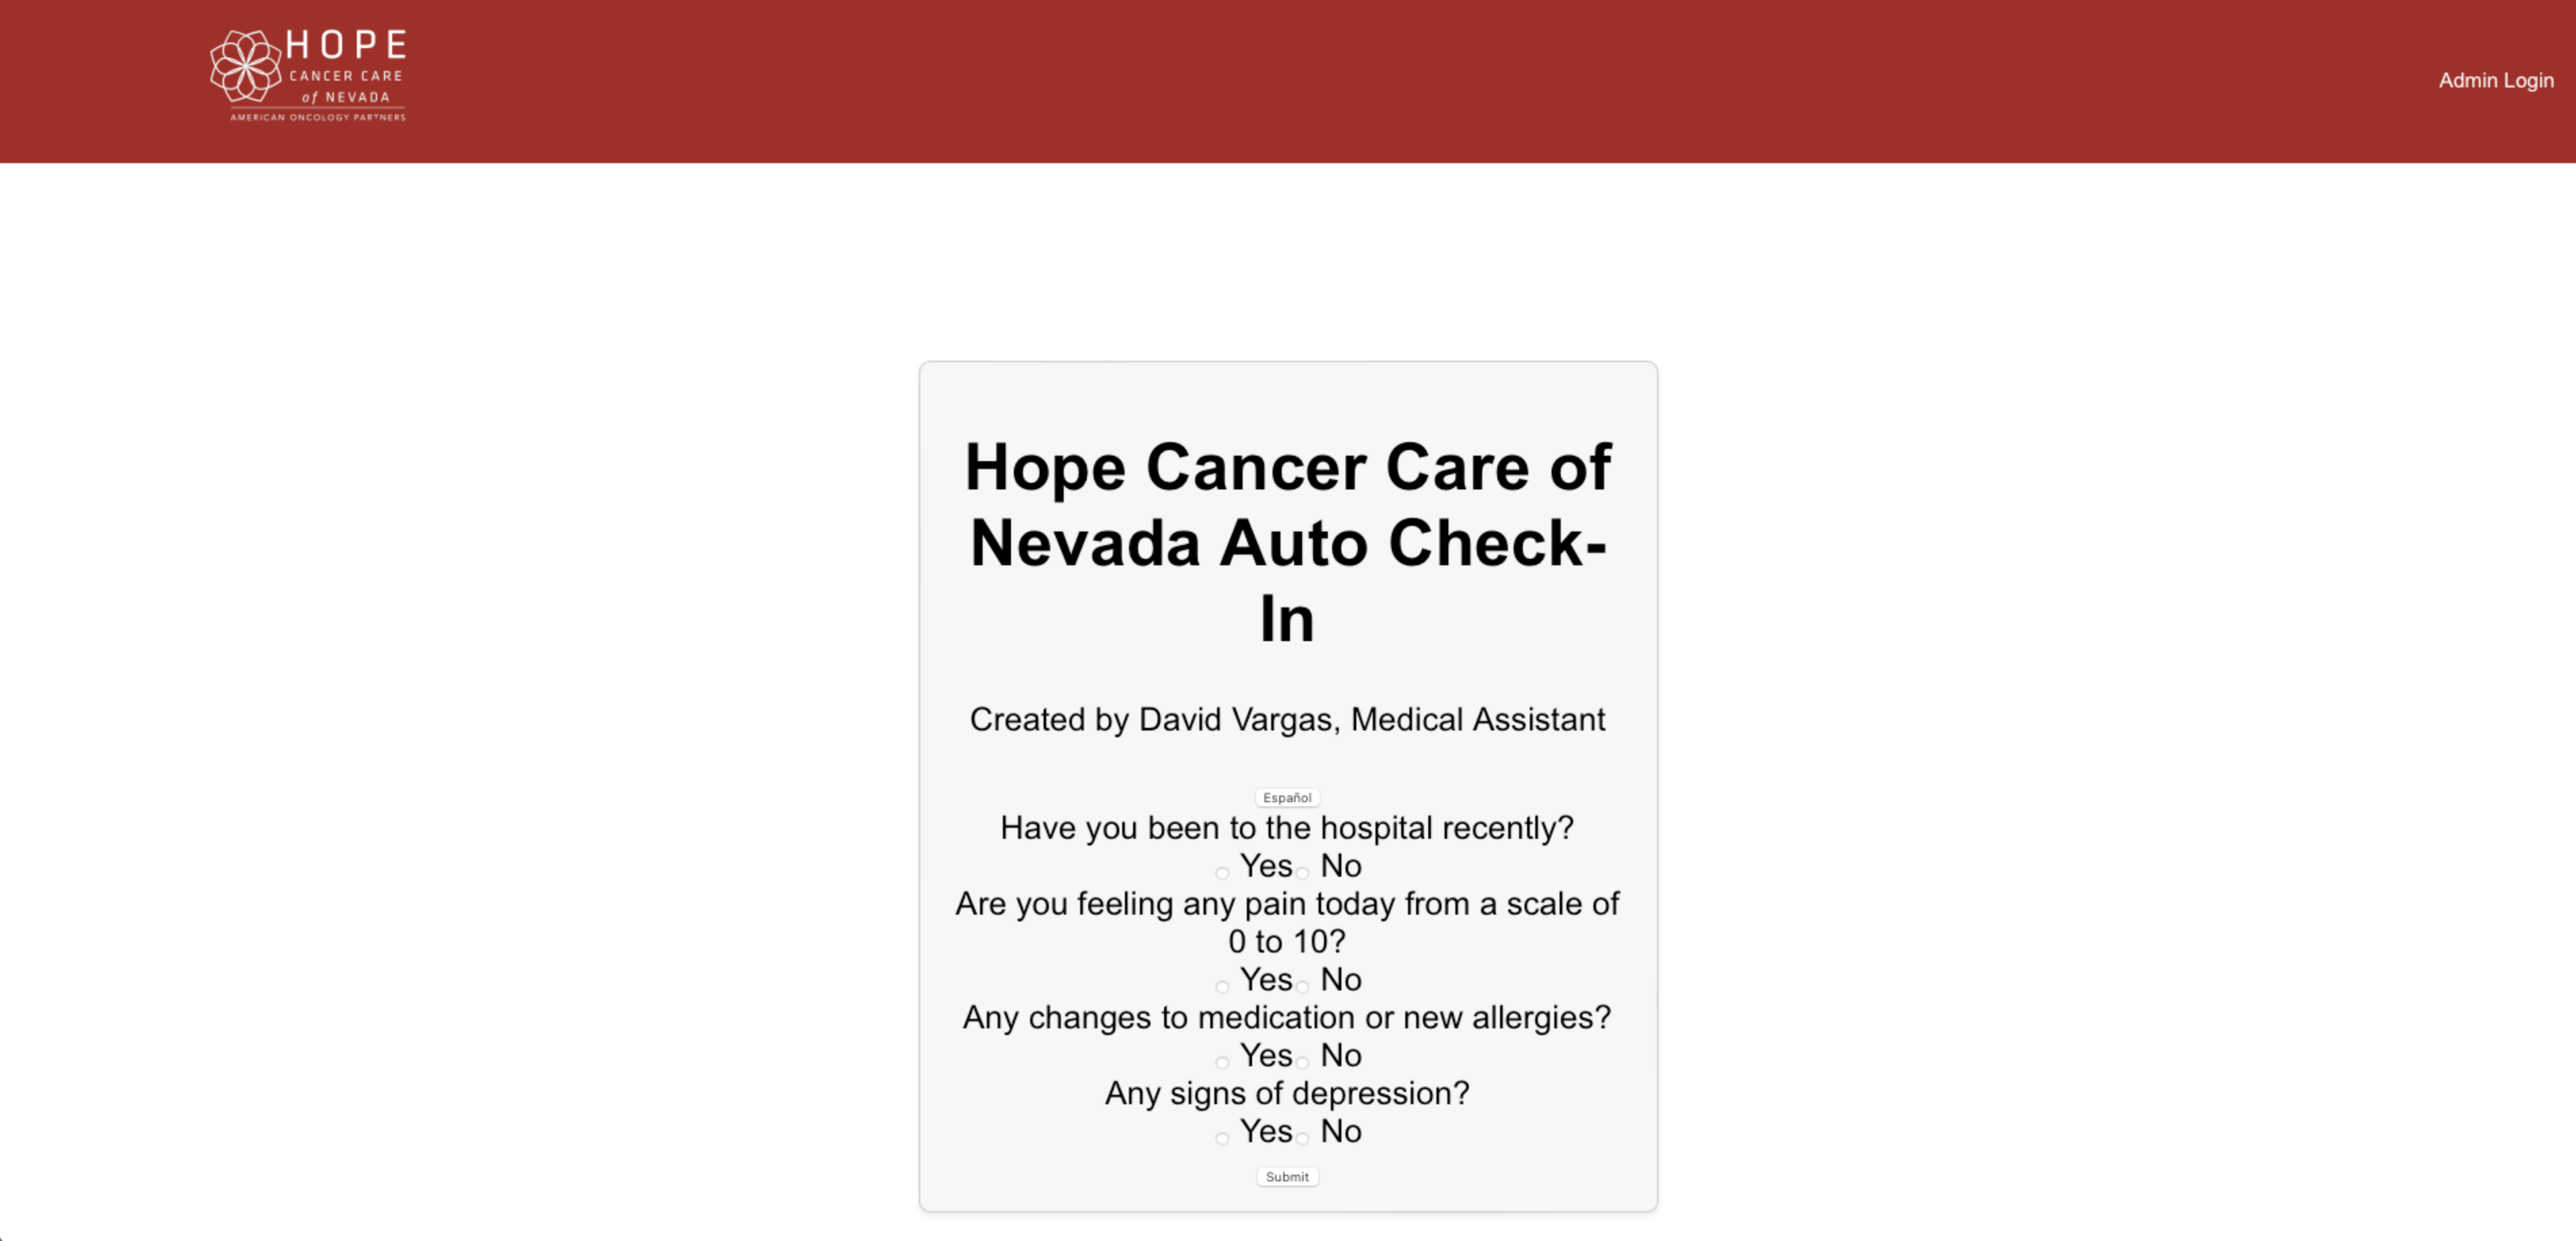 HOPE
CANCER CARE
of NEVADA
AMERICAN ONCOLOGY PARTNERS
Admin Login
Hope Cancer Care of
Nevada Auto Check-
In
Created by David Vargas, Medical Assistant
Español
Have you been to the hospital recently?
Yes No
Are you feeling any pain today from a scale of
0 to 10?
Yes No
Any changes to medication or new allergies?
Yes No
Any signs of depression?
Yes No
Submit